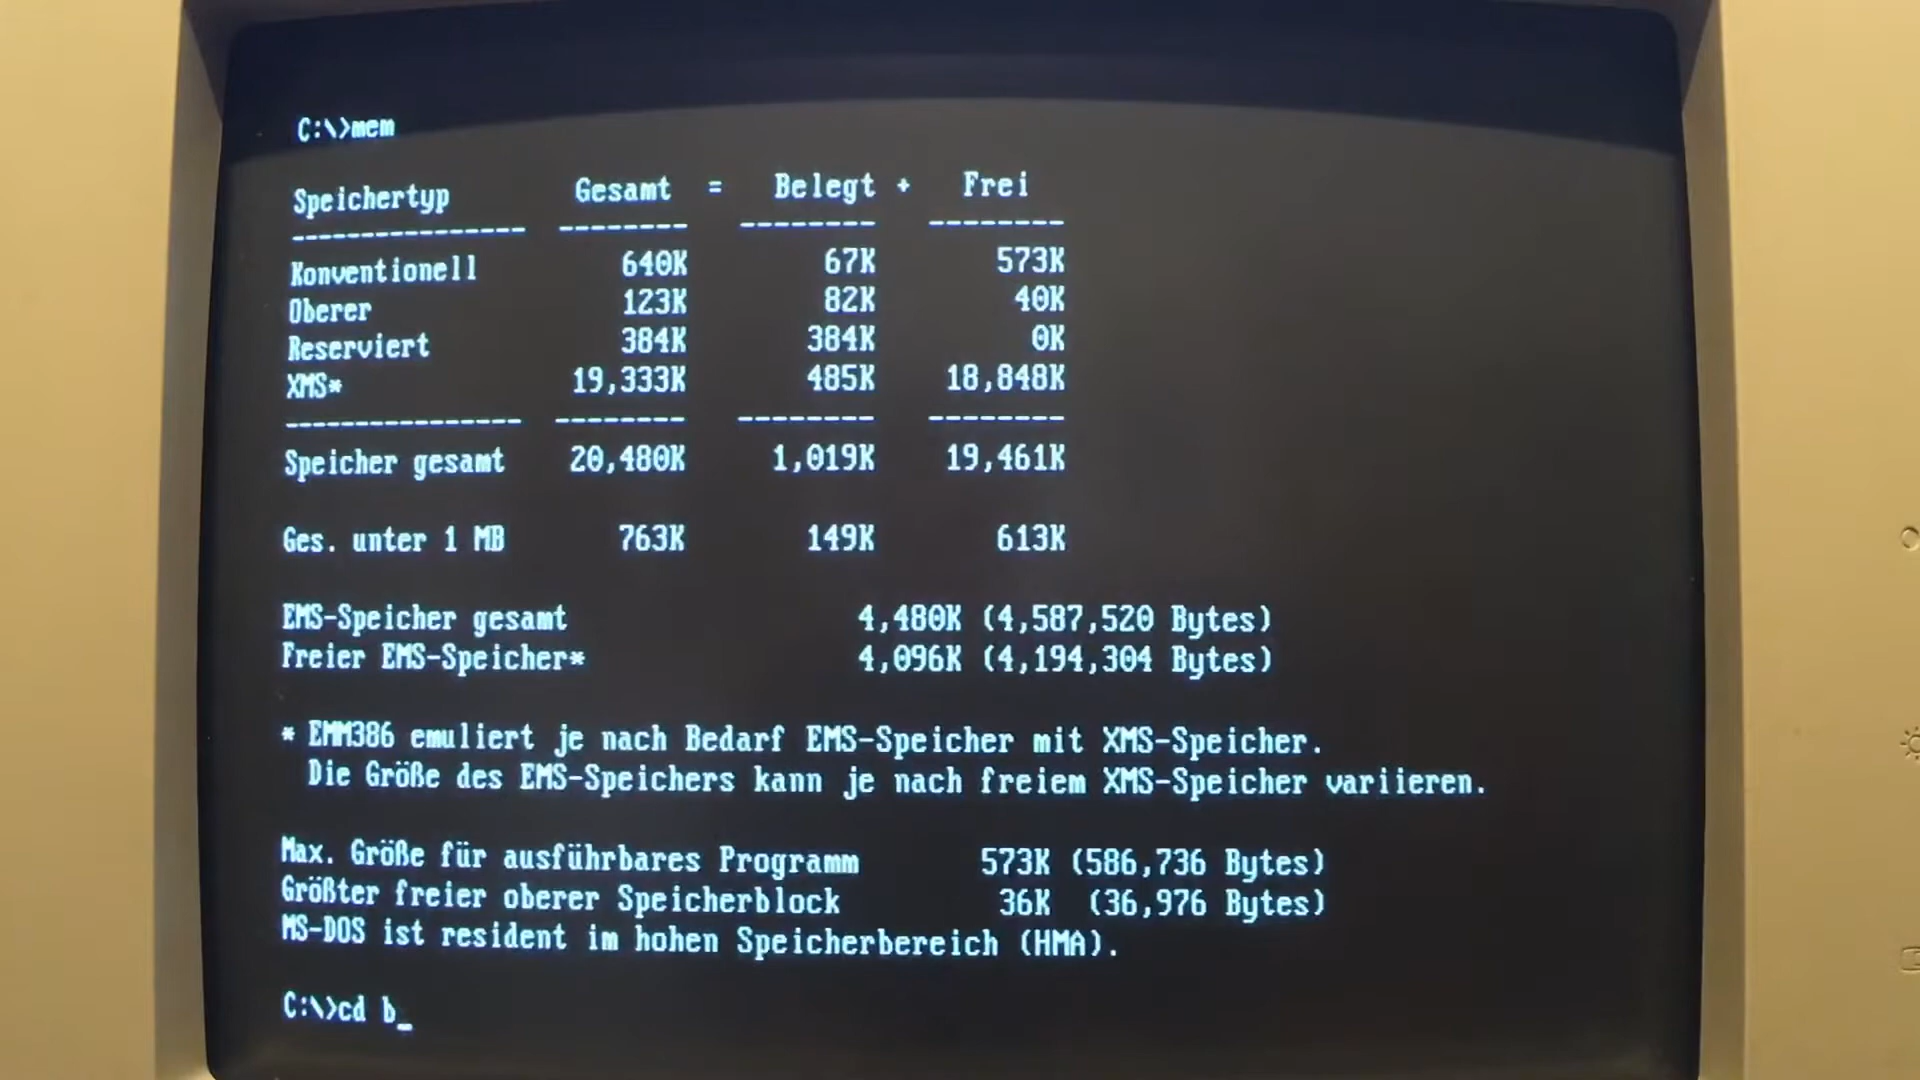 C:\>mem
Speichertyp Gesamt = Belegt + Frei
--------------- -------- -------- --------
Konventionell 640K 67K 573K
Oberer 123K 82K 40K
Reserviert 384K 384K 0K
XMS* 19,333K 485K 18,848K
--------------- -------- -------- --------
Speicher gesamt 20,480K 1,019K 19,461K
Ges. unter 1 MB 763K 149K 613K
EMS-Speicher gesamt 4,480K (4,587,520 Bytes)
Freier EMS-Speicher* 4,096K (4,194,304 Bytes)
* EMM386 emuliert je nach Bedarf EMS-Speicher mit XMS-Speicher.
Die Größe des EMS-Speichers kann je nach freiem XMS-Speicher variieren.
Max. Größe für ausführbares Programm 573K (586,736 Bytes)
Größter freier oberer Speicherblock 36K (36,976 Bytes)
MS-DOS ist resident im hohen Speicherbereich (HMA).
C:\>cd b_